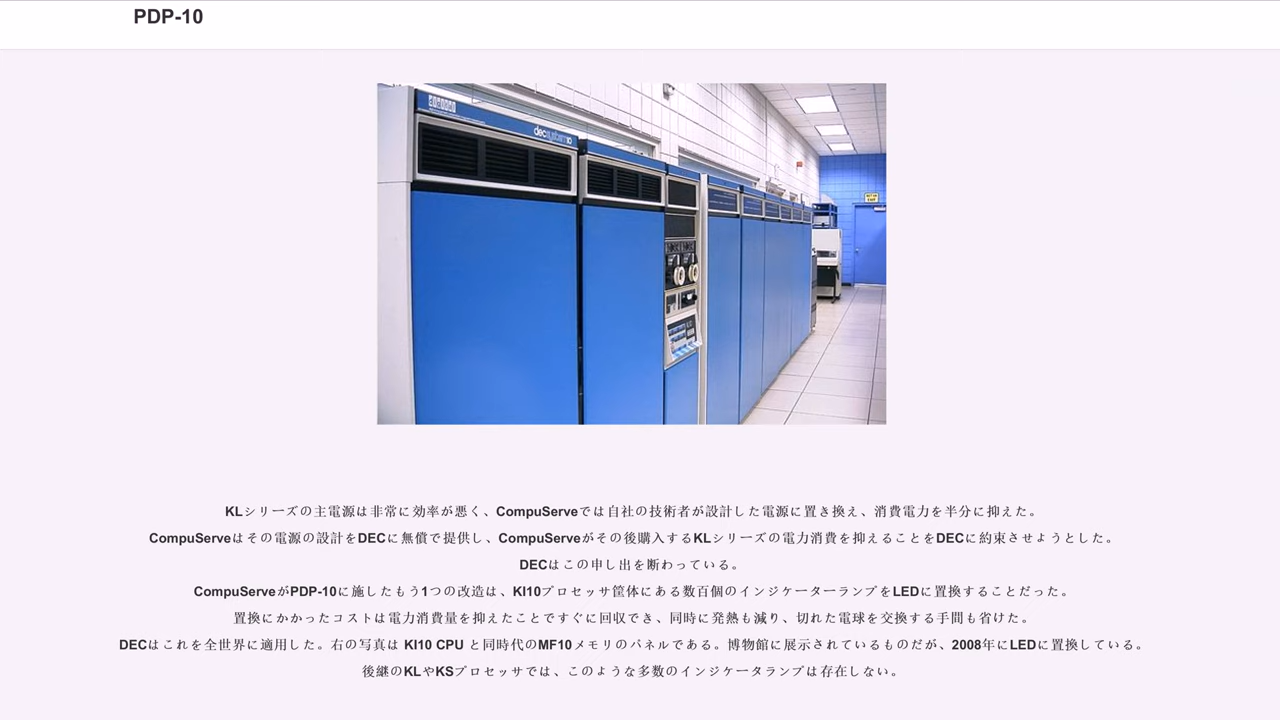 PDP-10
decsystem10
KLシリーズの主電源は非常に効率が悪く、CompuServeでは自社の技術者が設計した電源に置き換え、消費電力を半分に抑えた。
CompuServeはその電源の設計をDECに無償で提供し、CompuServeがその後購入するKLシリーズの電力消費を抑えることをDECに約束させようとした。
DECはこの申し出を断わっている。
CompuServeがPDP-10に施したもう1つの改造は、KI10プロセッサ筐体にある数百個のインジケーターランプをLEDに置換することだった。
置換にかかったコストは電力消費量を抑えたことですぐに回収でき、同時に発熱も減り、切れた電球を交換する手間も省けた。
DECはこれを全世界に適用した。右の写真は KI10 CPU と同時代のMF10メモリのパネルである。博物館に展示されているものだが、2008年にLEDに置換している。
後継のKLやKSプロセッサでは、このような多数のインジケータランプは存在しない。